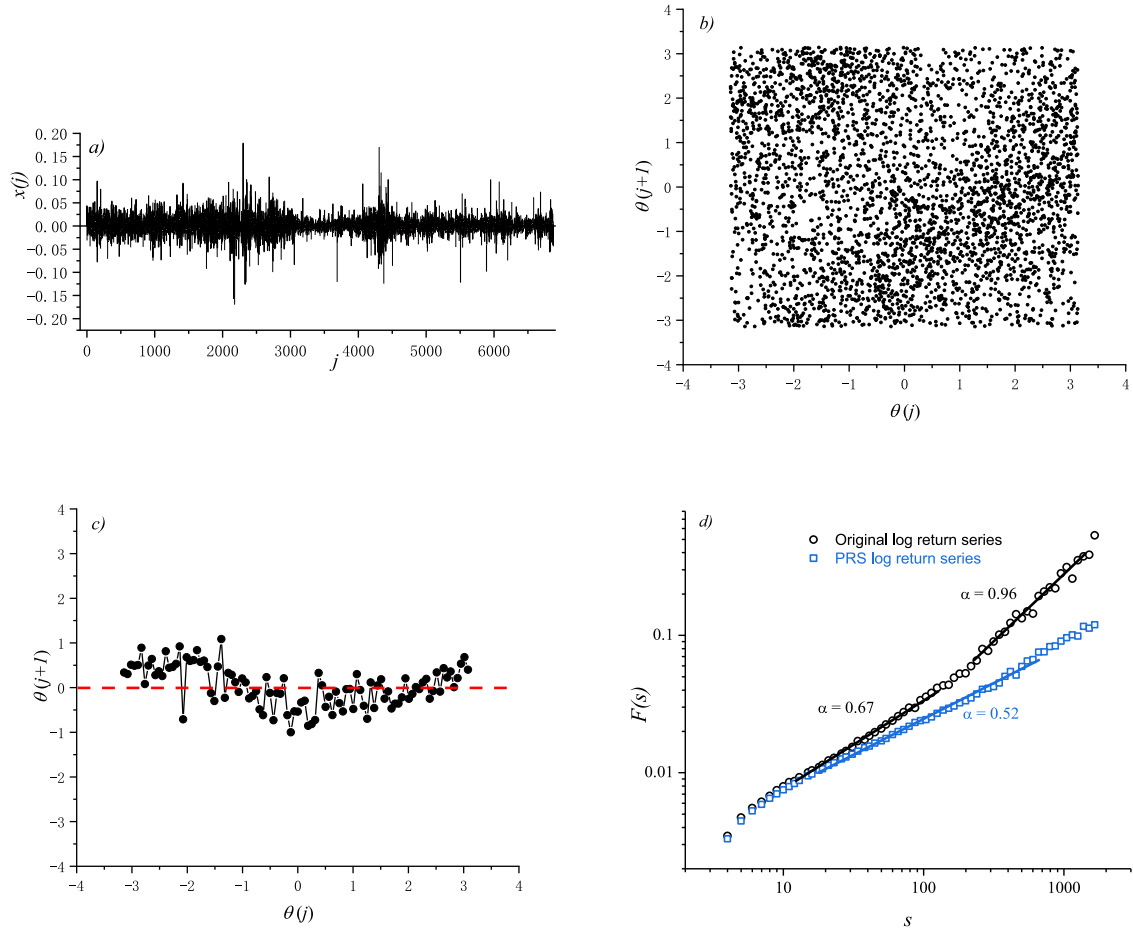 a)
x(j)
0.20
0.15
0.10
0.05
0.00
-0.05
-0.10
-0.15
-0.20
0 1000 2000 3000 4000 5000 6000
j
b)
θ(j+1)
4
3
2
1
0
-1
-2
-3
-4
-4 -3 -2 -1 0 1 2 3 4
θ(j)
c)
θ(j+1)
4
3
2
1
0
-1
-2
-3
-4
-4 -3 -2 -1 0 1 2 3 4
θ(j)
d)
Original log return series
PRS log return series
α = 0.96
α = 0.67
α = 0.52
F(s)
0.1
0.01
10 100 1000
s